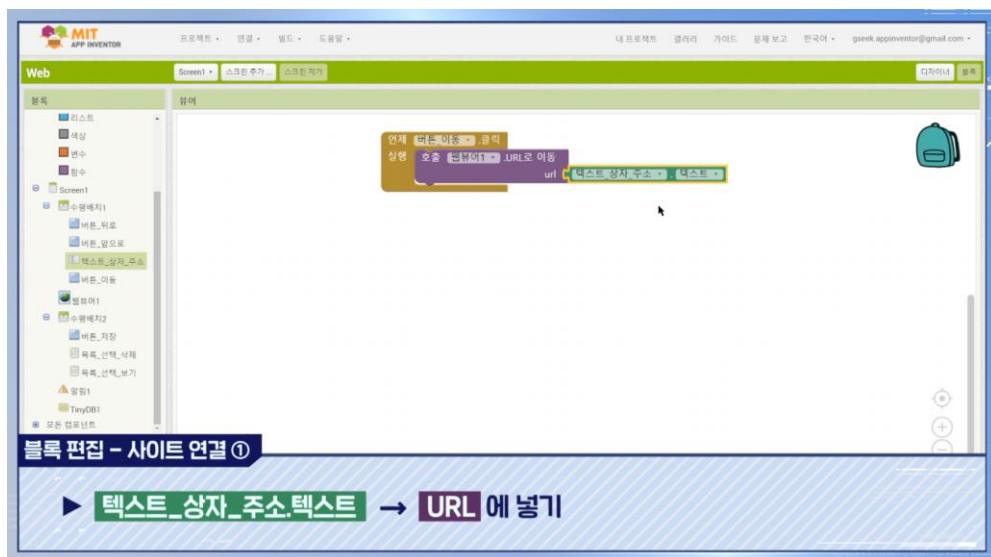 MIT
APP INVENTOR
프로젝트 연결 빌드 도움말 내 프로젝트 갤러리 가이드 문제 보고 한국어 gseek.appinventor@gmail.com
Web Screen1 스크린 추가 ... 스크린 제거 디자이너 블록
블록 뷰어
리스트
색상
변수
함수
Screen1
수평배치1
버튼_뒤로
버튼_앞으로
텍스트_상자_주소
버튼_이동
웹뷰어1
수평배치2
버튼_저장
목록_선택_삭제
목록_선택_보기
알림1
TinyDB1
모든 컴포넌트
언제 버튼_이동 .클릭
실행 호출 웹뷰어1 .URL로 이동
url 텍스트_상자_주소 . 텍스트
블록 편집 – 사이트 연결 ①
▶ 텍스트_상자_주소.텍스트 → URL 에 넣기